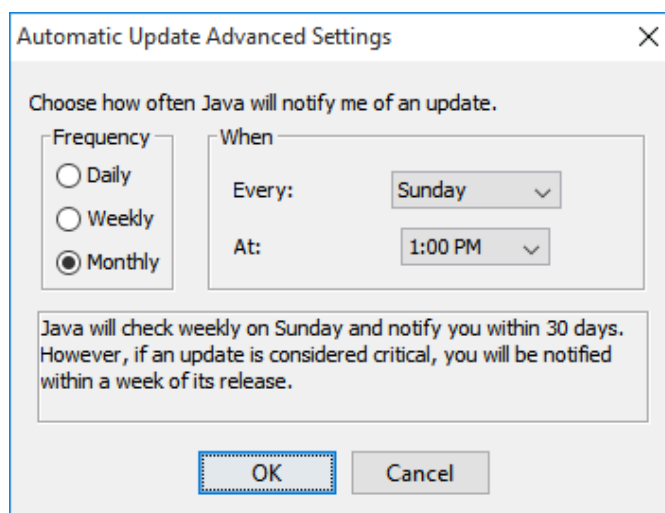 Automatic Update Advanced Settings
Choose how often Java will notify me of an update.
Frequency
Daily
Weekly
Monthly
When
Every: Sunday
At: 1:00 PM
Java will check weekly on Sunday and notify you within 30 days.
However, if an update is considered critical, you will be notified
within a week of its release.
OK Cancel